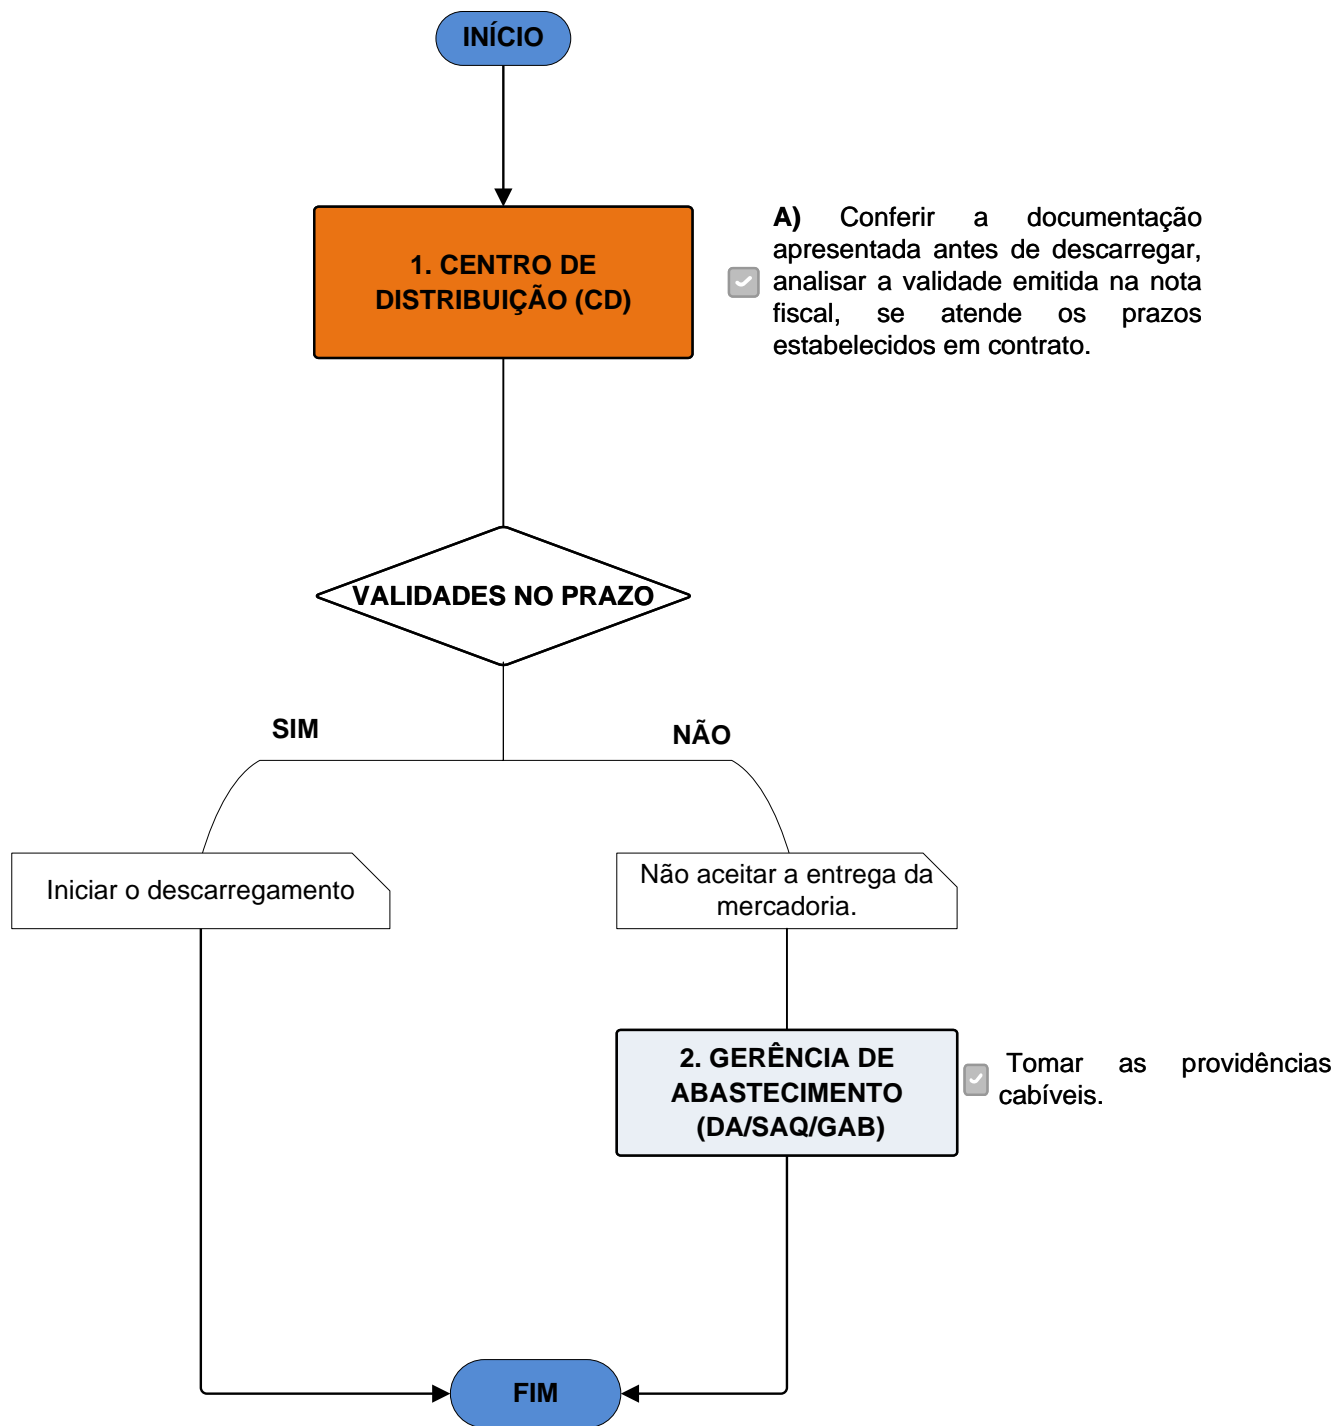 INÍCIO
1. CENTRO DE
DISTRIBUIÇÃO (CD)
A) Conferir a documentação
apresentada antes de descarregar,
analisar a validade emitida na nota
fiscal, se atende os prazos
estabelecidos em contrato.
VALIDADES NO PRAZO
SIM
NÃO
Iniciar o descarregamento
Não aceitar a entrega da
mercadoria.
2. GERÊNCIA DE
ABASTECIMENTO
(DA/SAQ/GAB)
Tomar as providências
cabíveis.
FIM